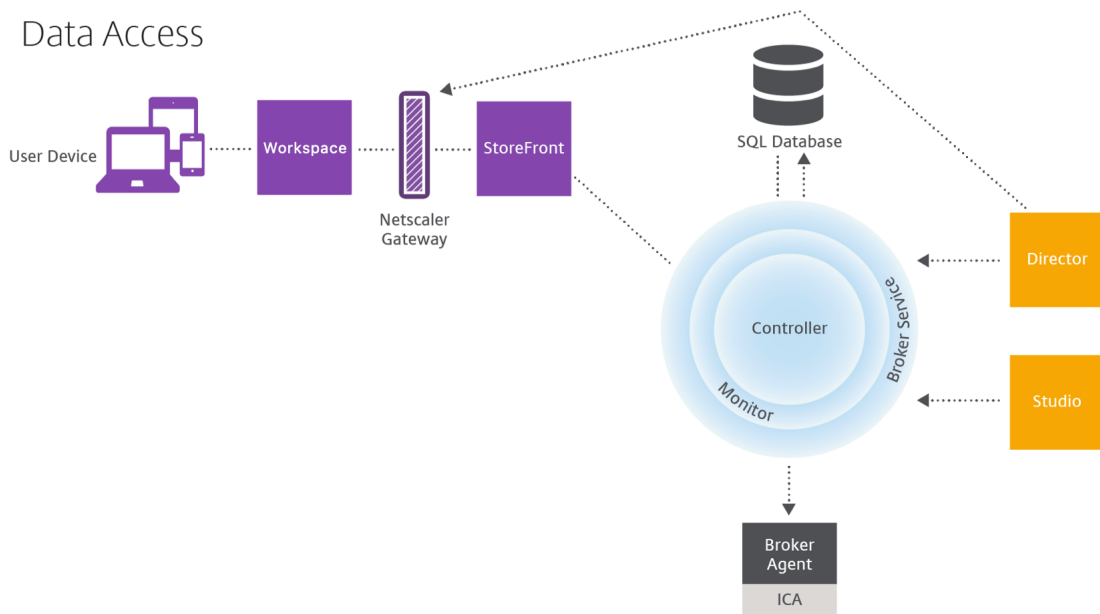 Data Access
User Device
Workspace
Netscaler
Gateway
StoreFront
SQL Database
Controller
Monitor
Broker Service
Director
Studio
Broker
Agent
ICA